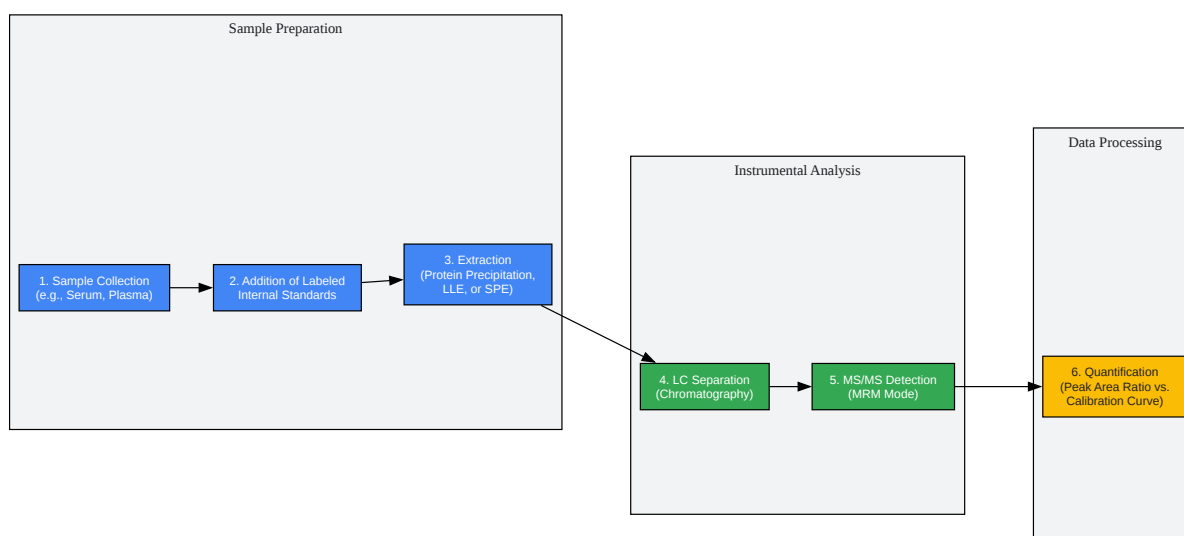 Sample Preparation
1. Sample Collection
(e.g., Serum, Plasma)
2. Addition of Labeled
Internal Standards
3. Extraction
(Protein Precipitation,
LLE, or SPE)
Instrumental Analysis
4. LC Separation
(Chromatography)
5. MS/MS Detection
(MRM Mode)
Data Processing
6. Quantification
(Peak Area Ratio vs.
Calibration Curve)